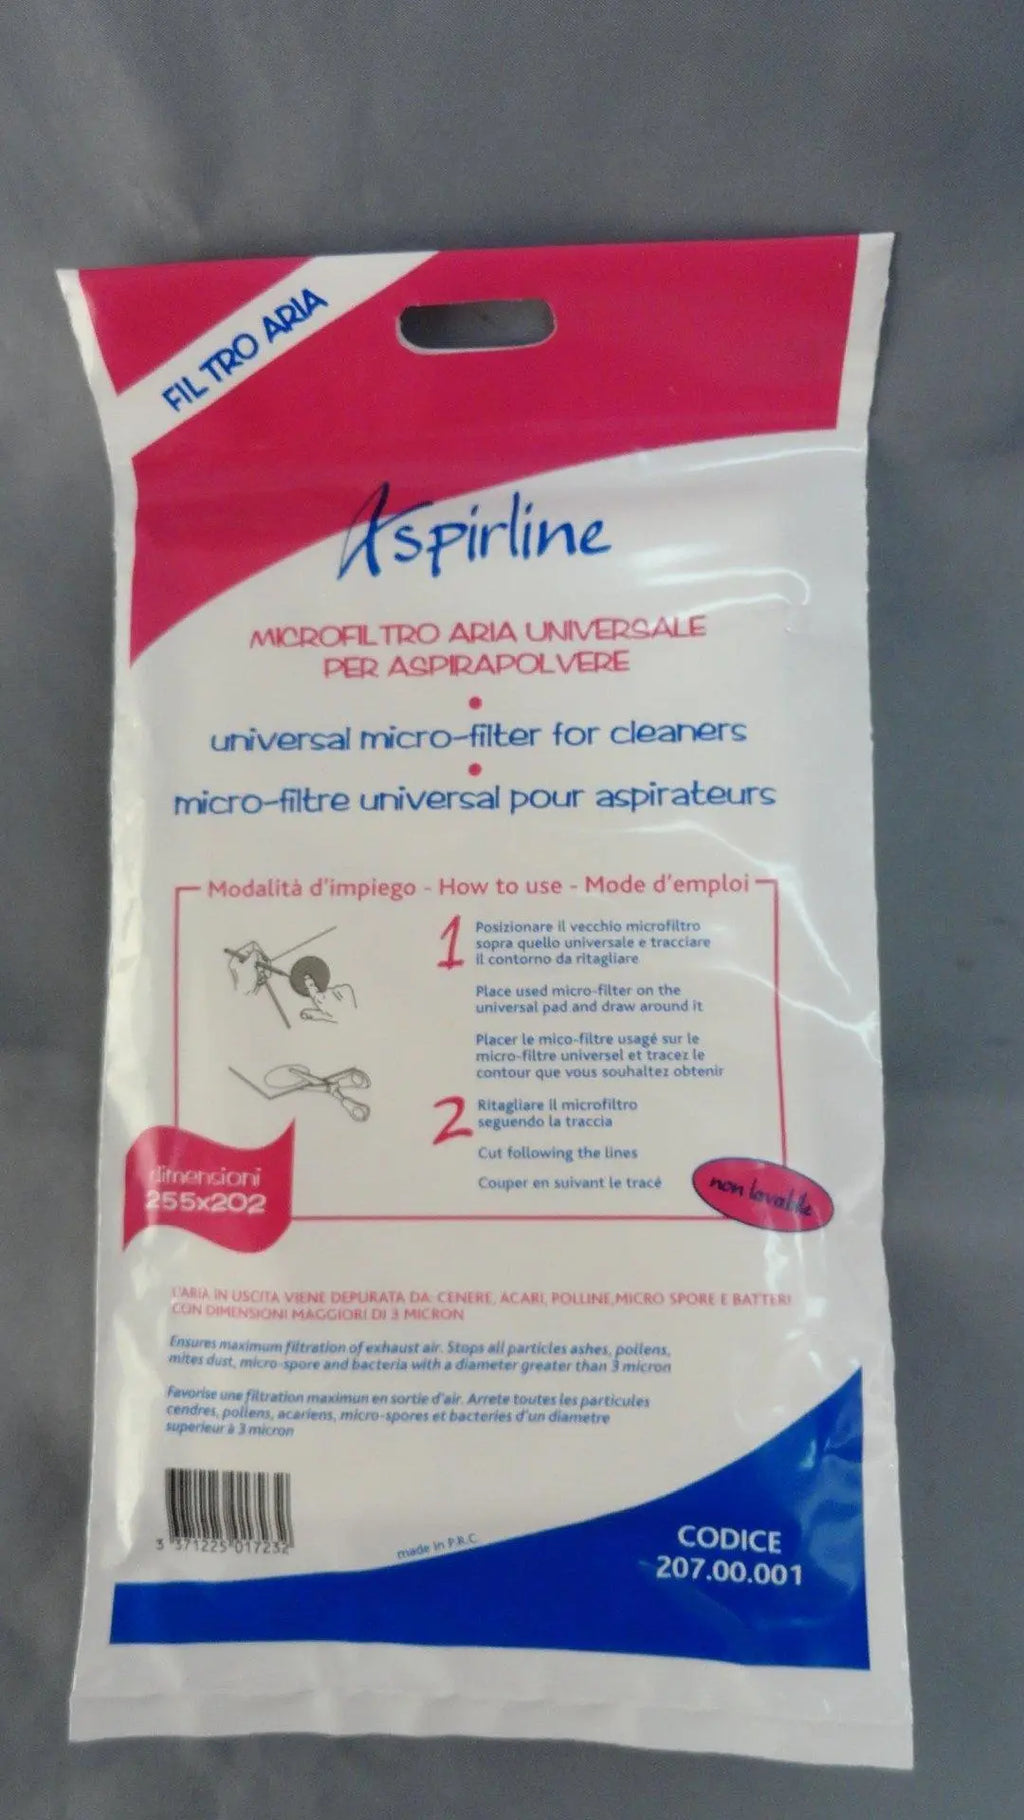 FILTRO ARIA
Aspirline
MICROFILTRO ARIA UNIVERSALE
PER ASPIRAPOLVERE
universal micro-filter for cleaners
micro-filtre universal pour aspirateurs
Modalità d'impiego - How to use - Mode d'emploi
1
Posizionare il vecchio microfiltro
sopra quello universale e tracciare
il contorno da ritagliare
Place used micro-filter on the
universal pad and draw around it
Placer le mico-filtre usagé sur le
micro-filtre universel et tracez le
contour que vous souhaltez obtenir
2
Ritagliare il microfiltro
seguendo la traccia
Cut following the lines
Couper en suivant le tracé
dimensioni
255x202
non lavabile
L'ARIA IN USCITA VIENE DEPURATA DA: CENERE, ACARI, POLLINE,MICRO SPORE E BATTERI
CON DIMENSIONI MAGGIORI DI 3 MICRON
Ensures maximum filtration of exhaust air. Stops all particles ashes, pollens,
mites dust, micro-spore and bacteria with a diameter greater than 3 micron
Favorise une filtration maximun en sortie d'air. Arrete toutes les particules
cendres, pollens, acariens, micro-spores et bacteries d'un diametre
superieur à 3 micron
3 371225 017232
made in P.R.C.
CODICE
207.00.001